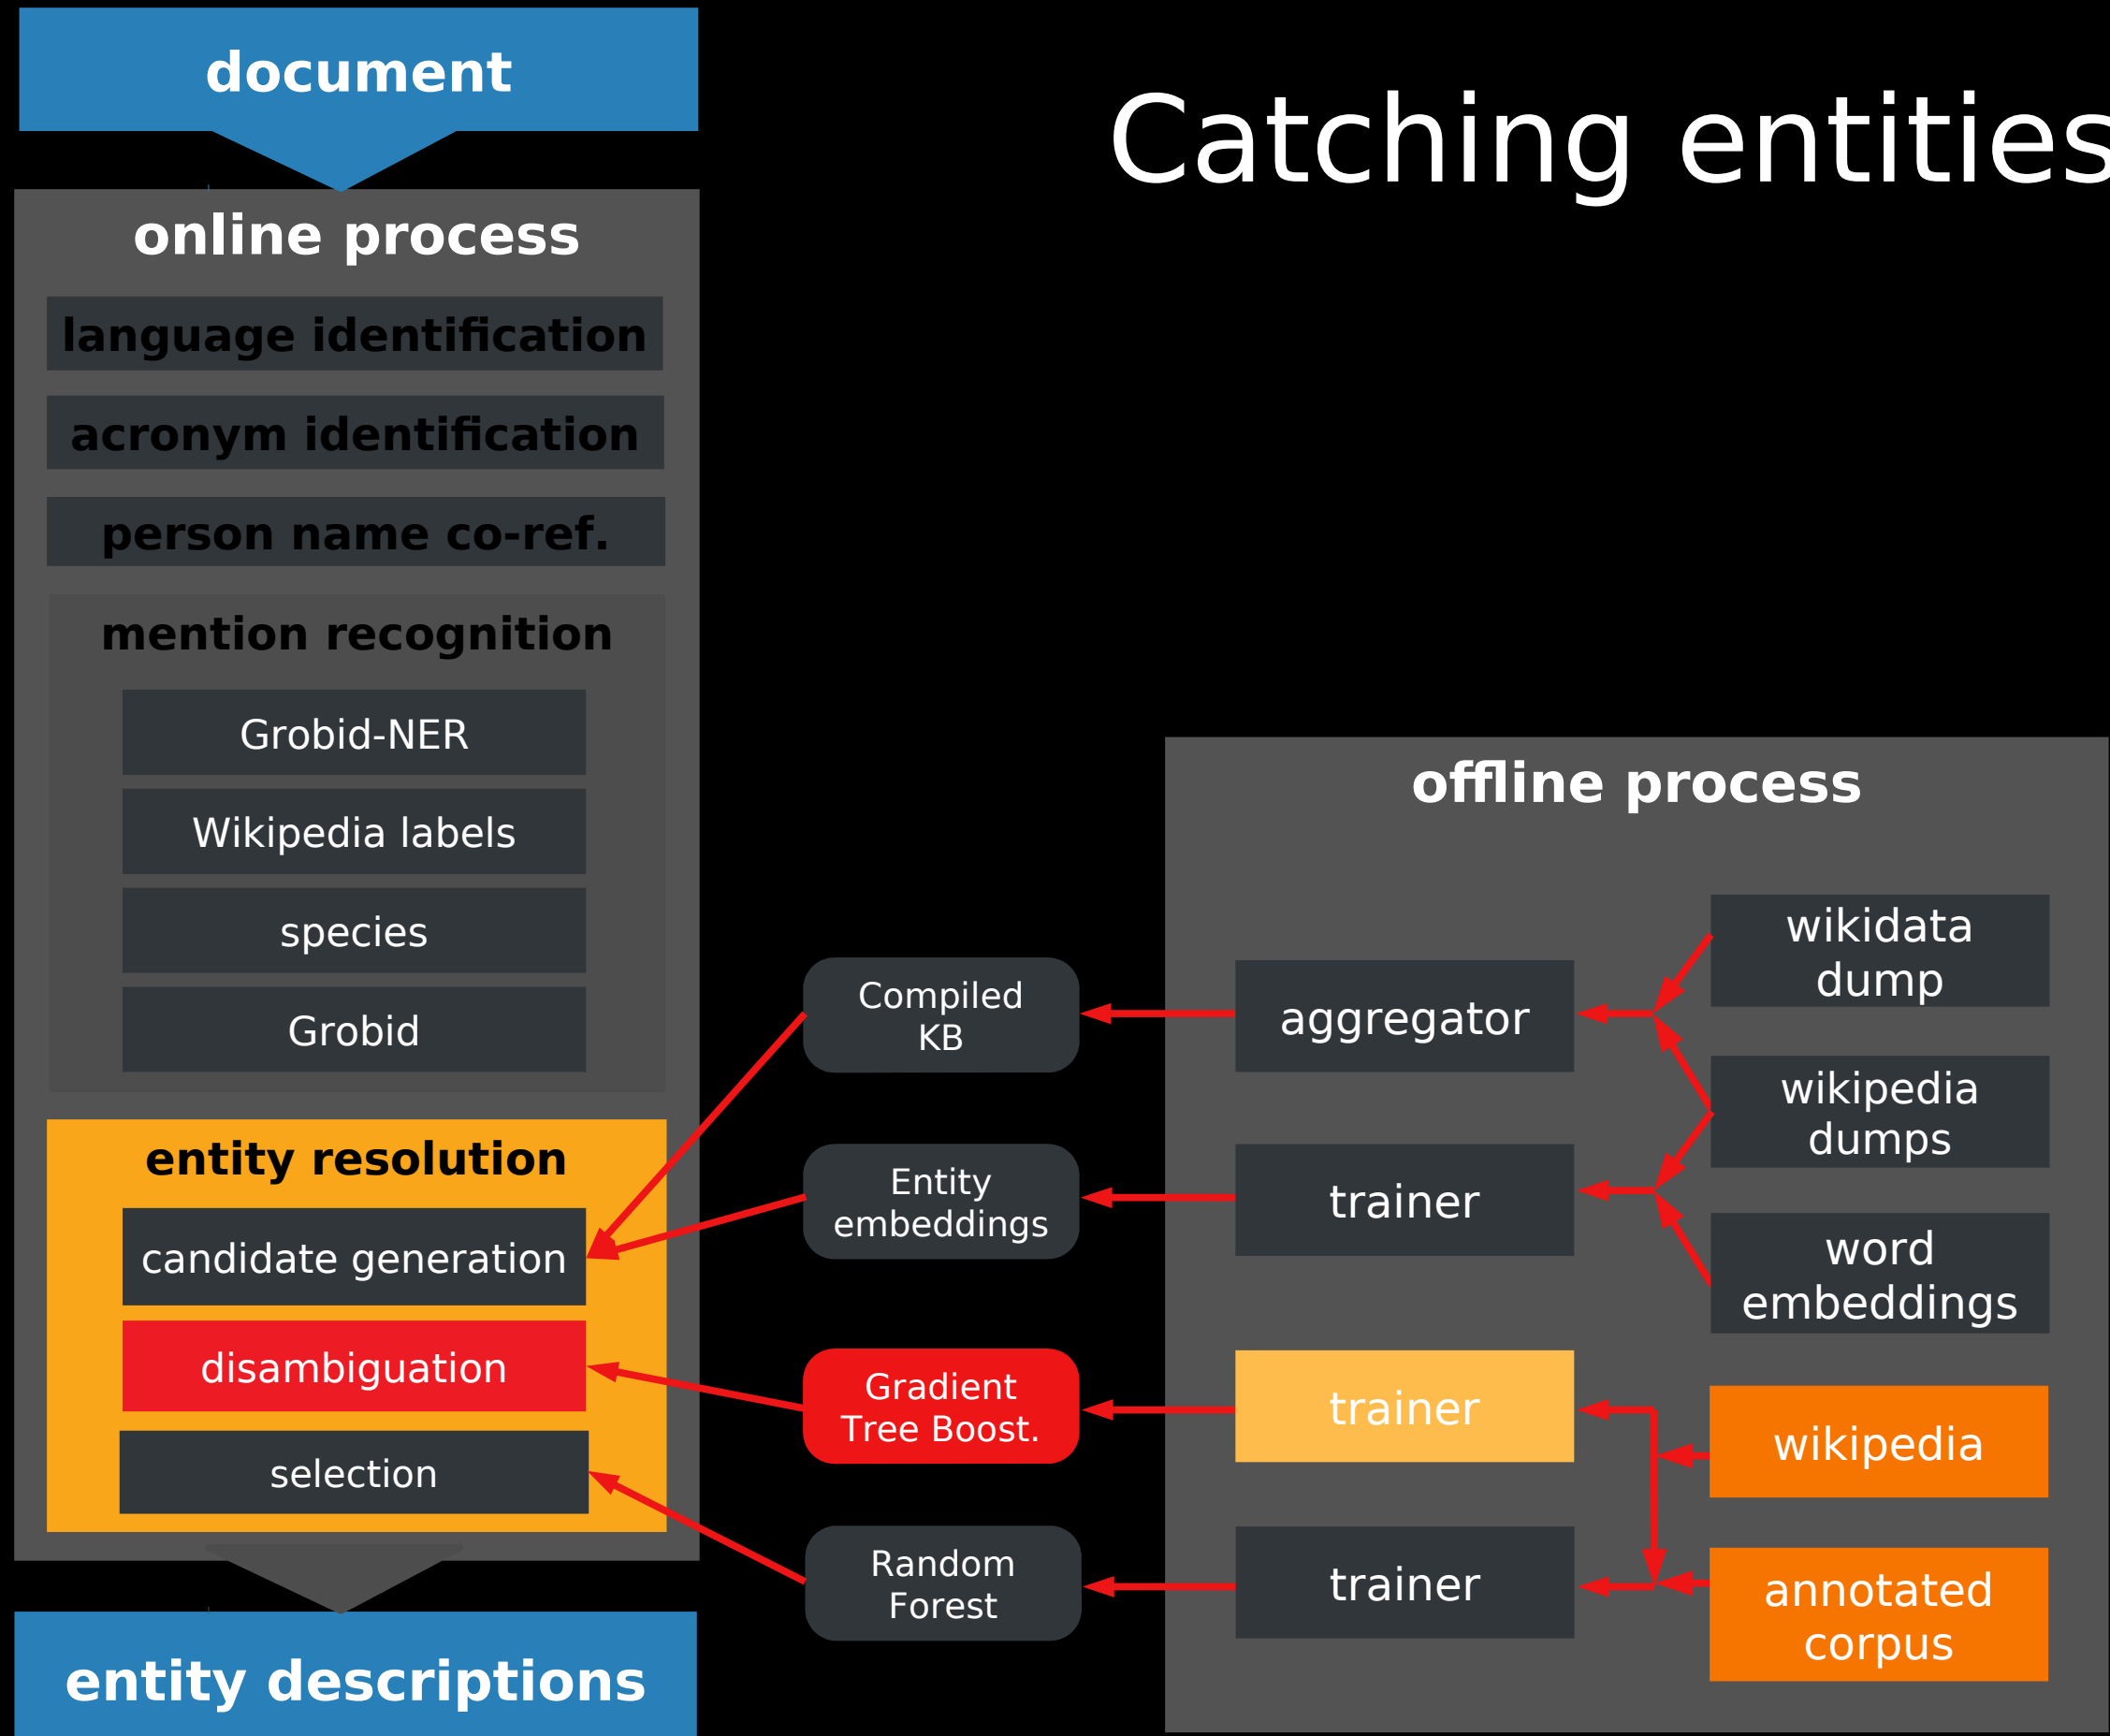 document
Catching entities
online process
language identification
acronym identification
person name co-ref.
mention recognition
Grobid-NER
Wikipedia labels
species
Grobid
entity resolution
candidate generation
disambiguation
selection
entity descriptions
Compiled
KB
Entity
embeddings
Gradient
Tree Boost.
Random
Forest
offline process
aggregator
trainer
trainer
trainer
wikidata
dump
wikipedia
dumps
word
embeddings
wikipedia
annotated
corpus